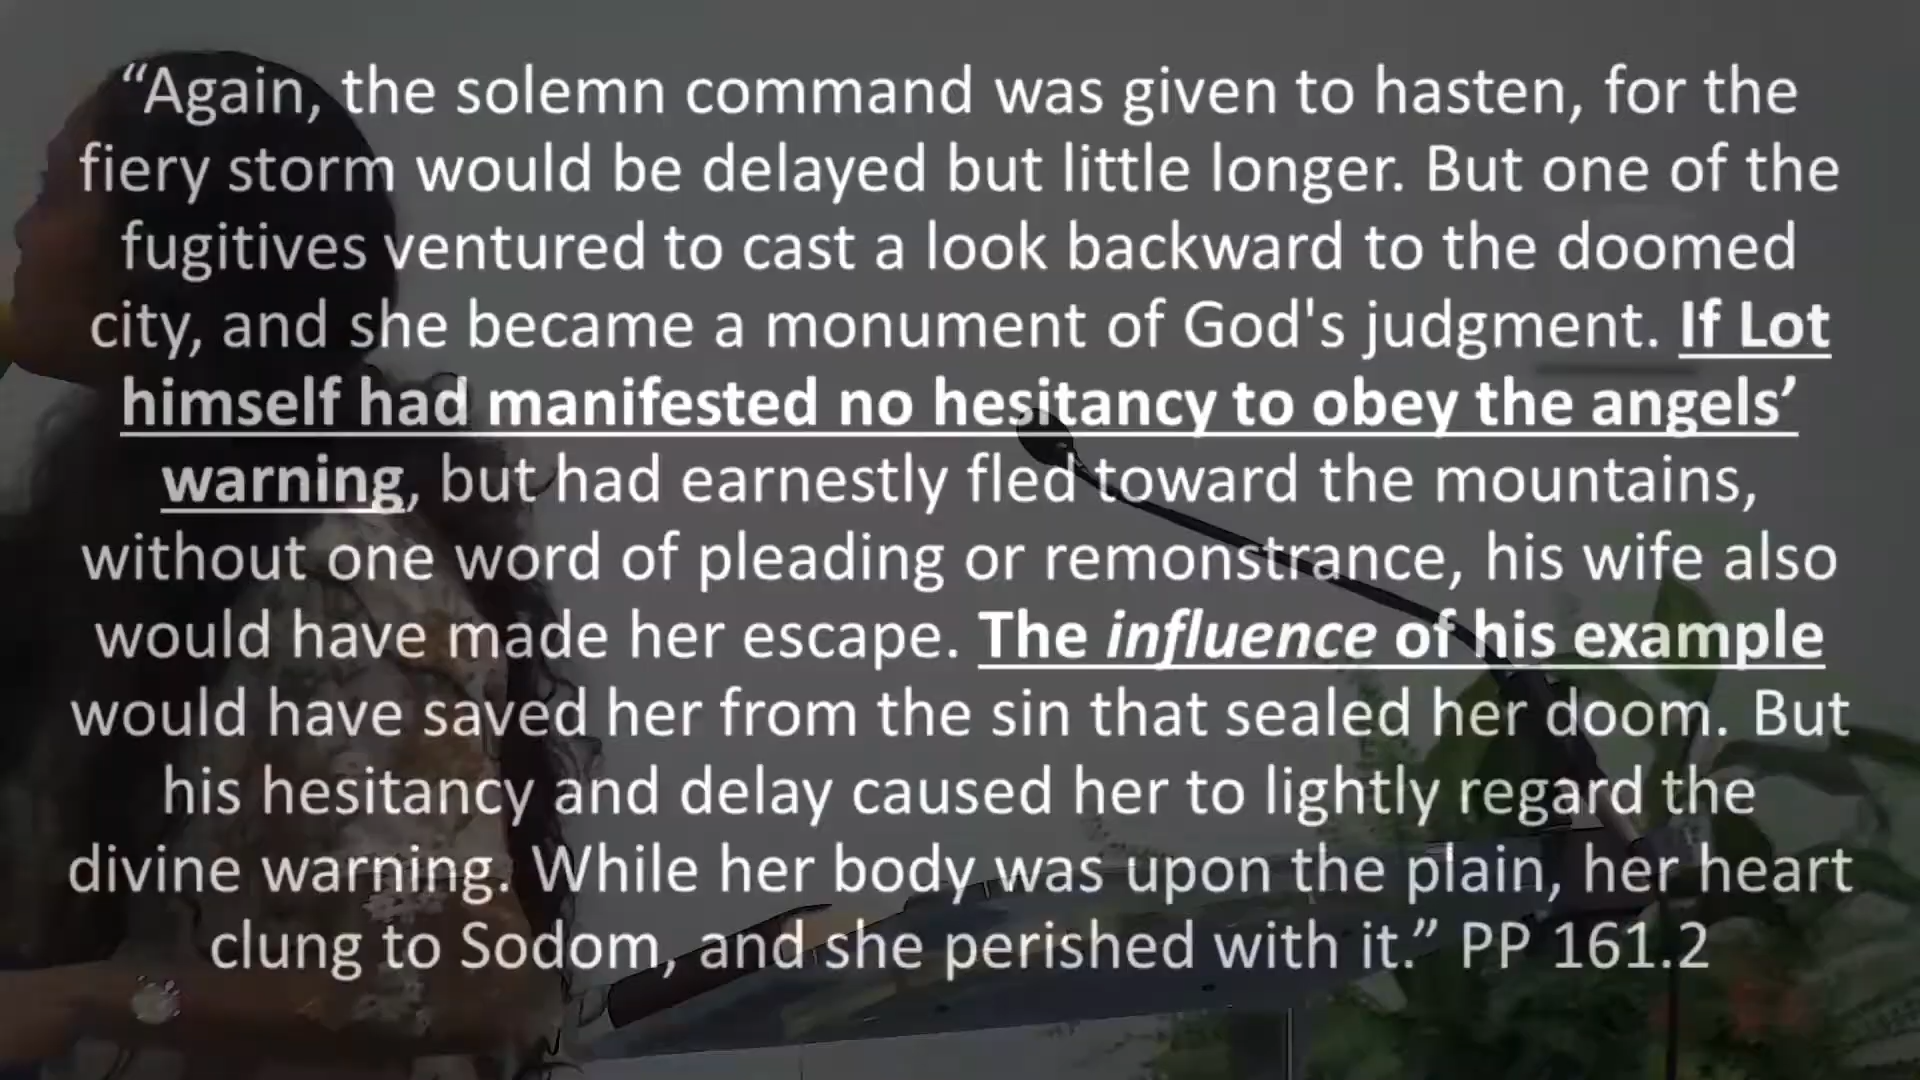 “Again, the solemn command was given to hasten, for the
fiery storm would be delayed but little longer. But one of the
fugitives ventured to cast a look backward to the doomed
city, and she became a monument of God's judgment. If Lot
himself had manifested no hesitancy to obey the angels’
warning, but had earnestly fled toward the mountains,
without one word of pleading or remonstrance, his wife also
would have made her escape. The influence of his example
would have saved her from the sin that sealed her doom. But
his hesitancy and delay caused her to lightly regard the
divine warning. While her body was upon the plain, her heart
clung to Sodom, and she perished with it.” PP 161.2